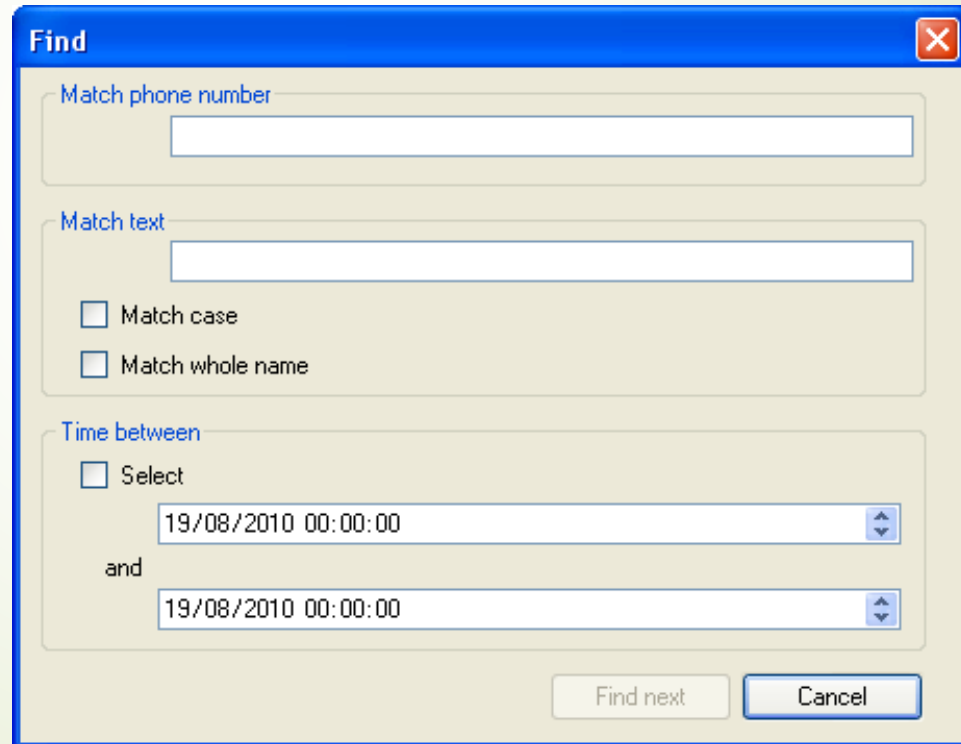 Find
Match phone number
Match text
Match case
Match whole name
Time between
Select
19/08/2010 00:00:00
and
19/08/2010 00:00:00
Find next Cancel